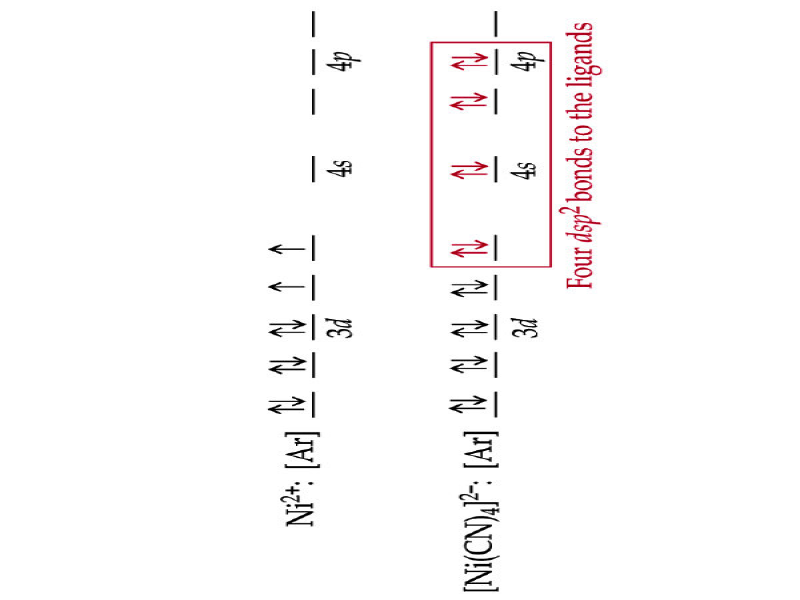 Ni²⁺: [Ar]
3d 4s 4p
[Ni(CN)₄]²⁻: [Ar]
3d 4s 4p
Four dsp² bonds to the ligands